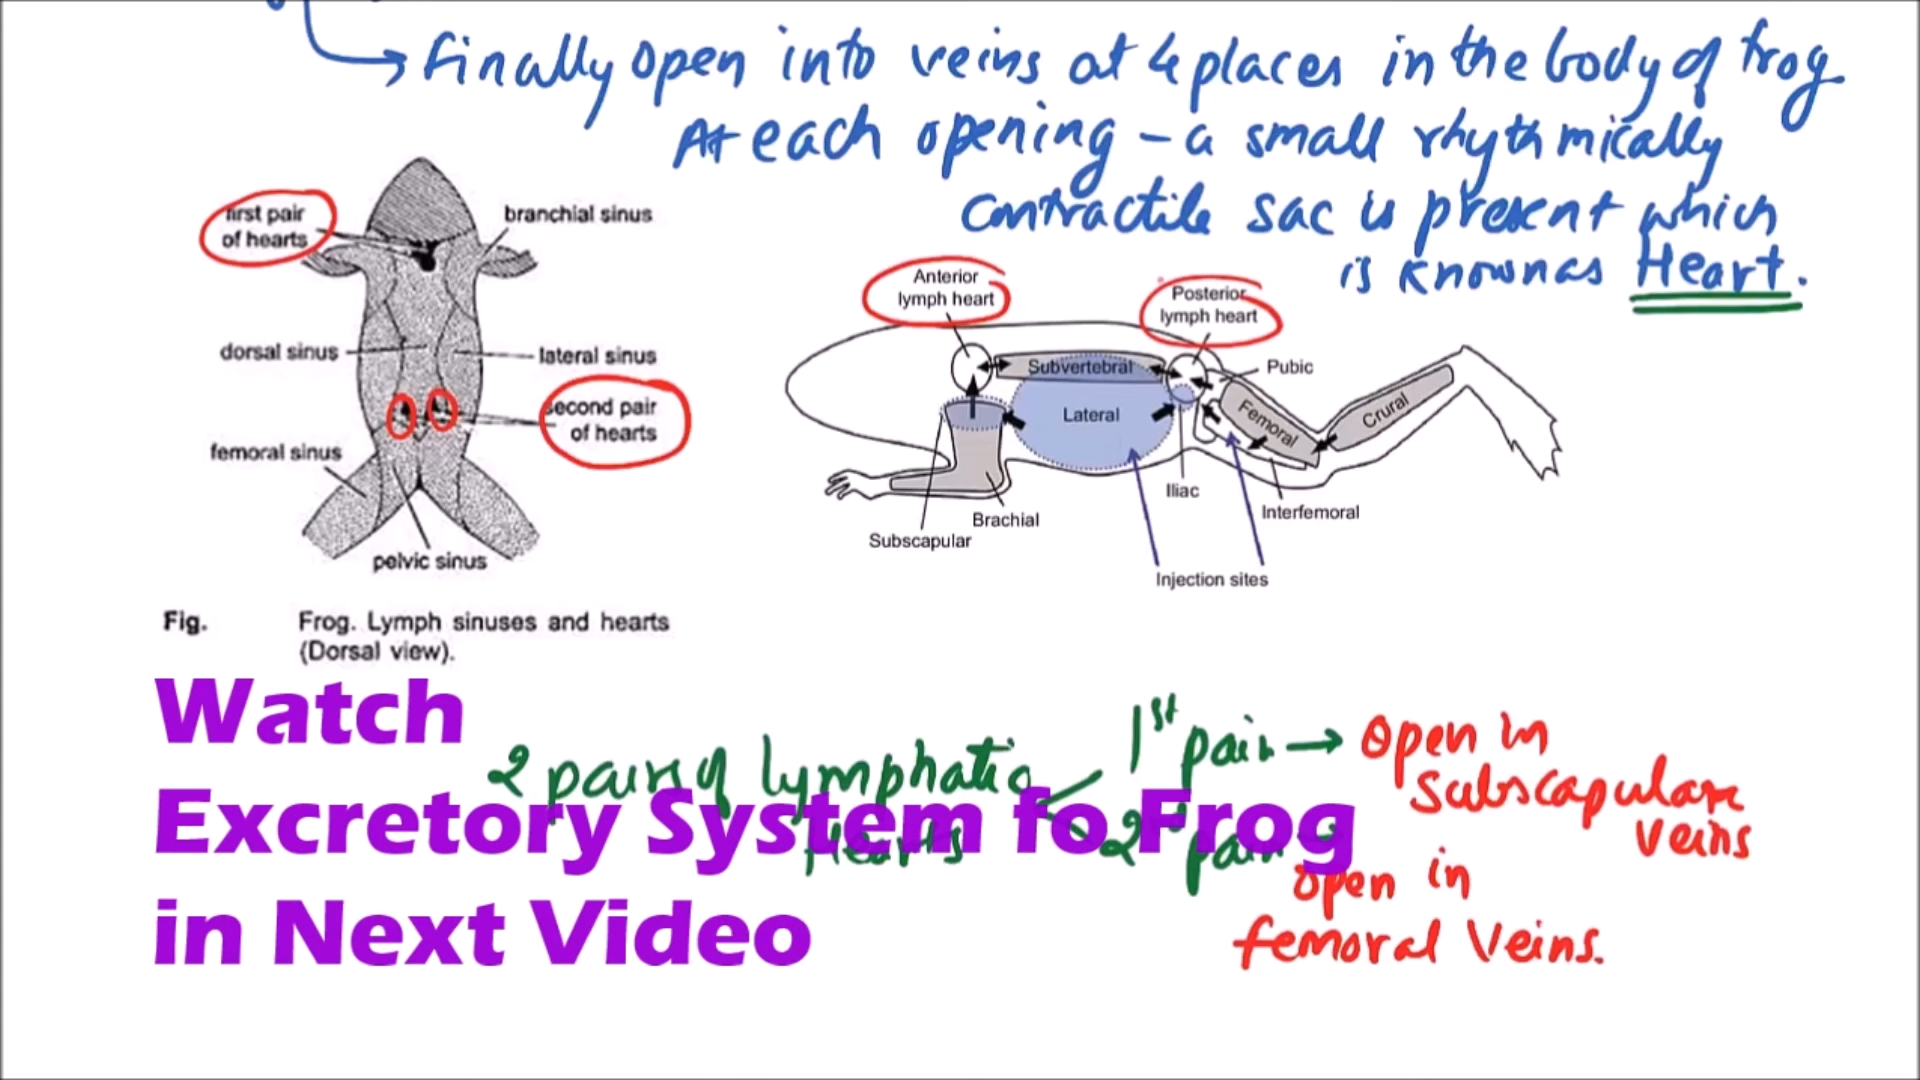 Finally open into veins at 4 places in the body of frog
At each opening - a small rhythmically
contractile sac is present which
is known as Heart.
first pair
of hearts
branchial sinus
dorsal sinus
lateral sinus
second pair
of hearts
femoral sinus
pelvic sinus
Fig. Frog. Lymph sinuses and hearts
(Dorsal view).
Anterior
lymph heart
Posterior
lymph heart
Subvertebral
Pubic
Lateral
Femoral
Crural
Iliac
Interfemoral
Brachial
Subscapular
Injection sites
2 pairs of lymphatic
Hearts
1st pair → Open in
Subscapular
veins
2 pair
open in
femoral Veins.
Watch
Excretory System fo Frog
in Next Video